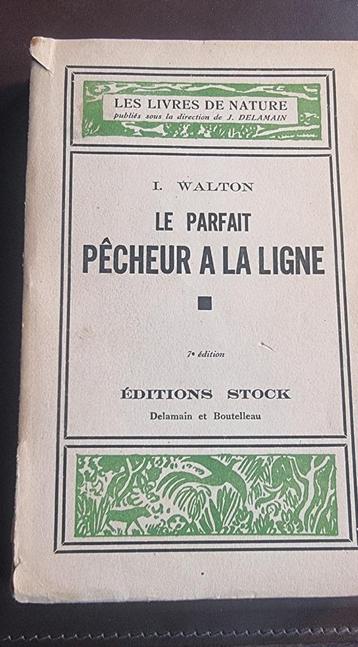 LES LIVRES DE NATURE
publiés sous la direction de J. DELAMAIN
I. WALTON
LE PARFAIT
PÊCHEUR A LA LIGNE
7e édition
ÉDITIONS STOCK
Delamain et Boutelleau